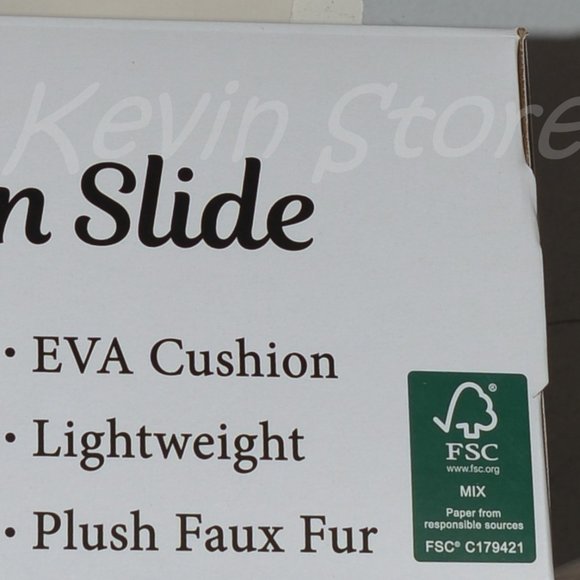 Kevin Store
n Slide
• EVA Cushion
• Lightweight
• Plush Faux Fur
FSC
www.fsc.org
MIX
Paper from
responsible sources
FSC® C179421